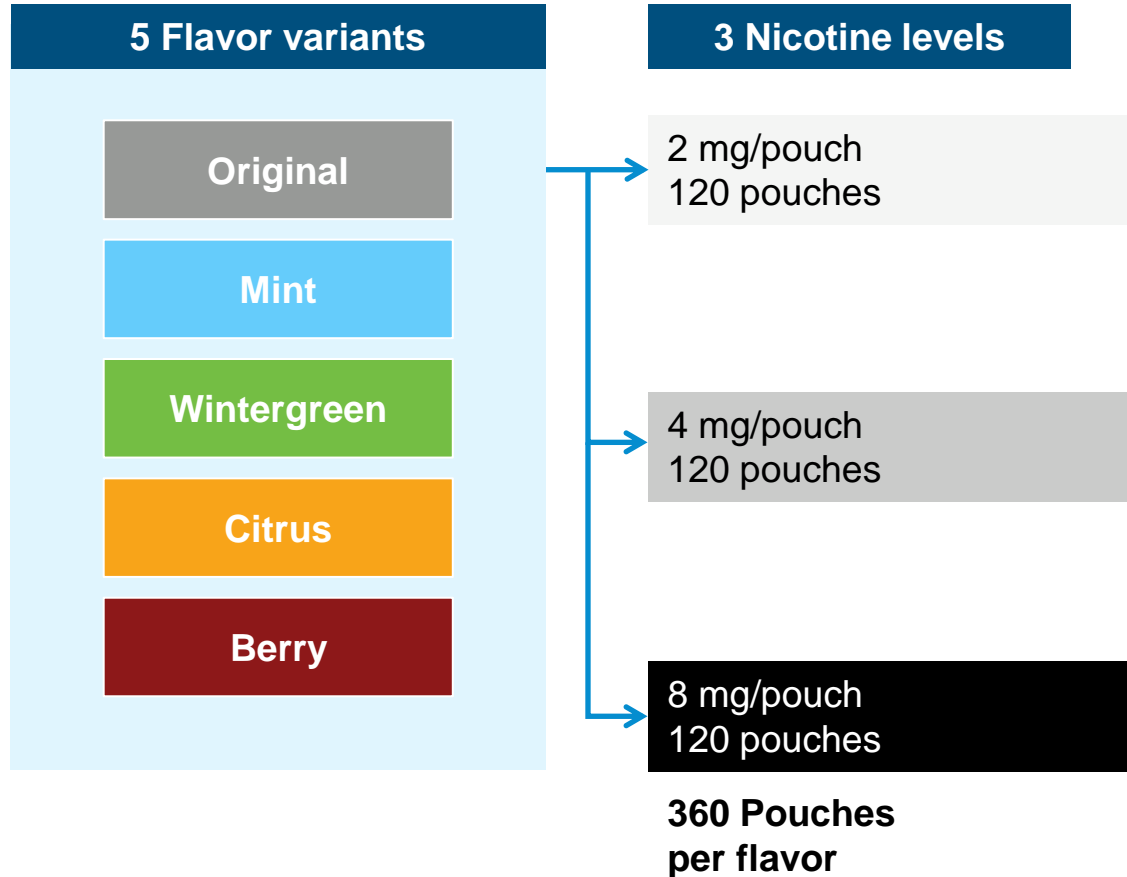 5 Flavor variants
Original
Mint
Wintergreen
Citrus
Berry
3 Nicotine levels
2 mg/pouch
120 pouches
4 mg/pouch
120 pouches
8 mg/pouch
120 pouches
360 Pouches
per flavor